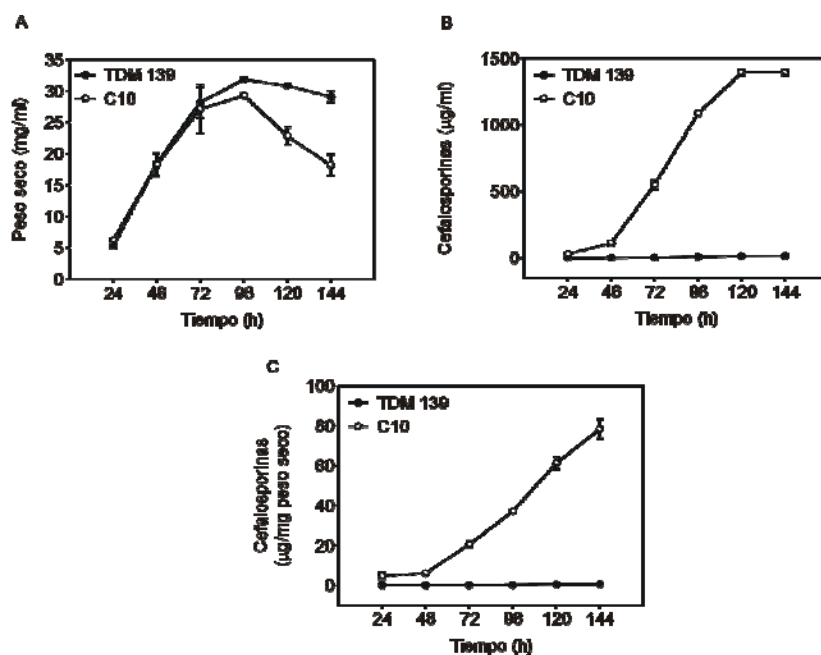 A
Peso seco (mg/ml)
35
30
25
20
15
10
5
0
TDM 139
C10
24 48 72 96 120 144
Tiempo (h)
B
Cefalosporinas (µg/ml)
1500
1000
500
0
TDM 139
C10
24 48 72 96 120 144
Tiempo (h)
C
Cefalosporinas
(µg/mg peso seco)
100
80
60
40
20
0
TDM 139
C10
24 48 72 96 120 144
Tiempo (h)